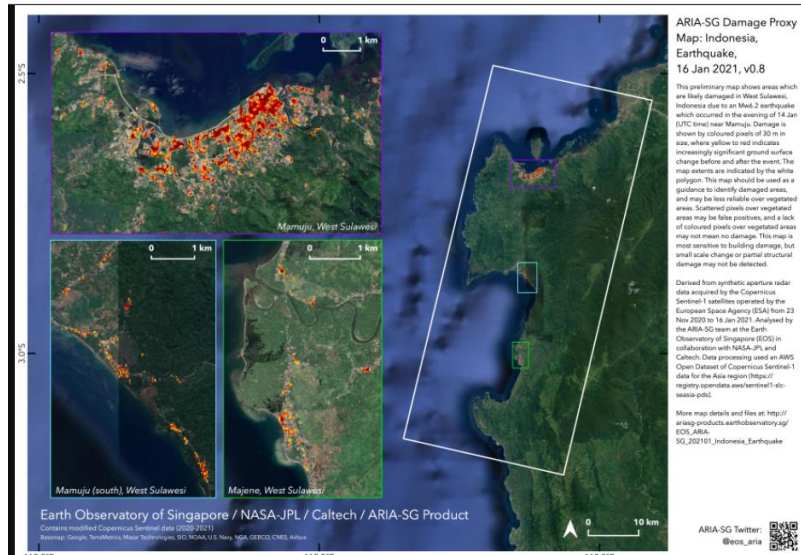 ARIA-SG Damage Proxy
Map: Indonesia,
Earthquake,
16 Jan 2021, v0.8
This preliminary map shows areas which
are likely damaged in West Sulawesi,
Indonesia due to an Mw6.2 earthquake
which occurred in the evening of 14 Jan
(UTC time) near Mamuju. Damage is
shown by coloured pixels of 30 m in
size, where yellow to red indicates
increasingly significant ground surface
change before and after the event. The
map extents are indicated by the white
polygon. This map should be used as a
guidance to identify damaged areas,
and may be less reliable over vegetated
areas. Scattered pixels over vegetated
areas may be false positives, and a lack
of coloured pixels over vegetated areas
may not mean no damage. This map is
most sensitive to building damage, but
small scale change or partial structural
damage may not be detected.
Derived from synthetic aperture radar
data acquired by the Copernicus
Sentinel-1 satellites operated by the
European Space Agency (ESA) from 23
Nov 2020 to 16 Jan 2021. Analysed by
the ARIA-SG team at the Earth
Observatory of Singapore (EOS) in
collaboration with NASA-JPL and
Caltech. Data processing used an AWS
Open Dataset of Copernicus Sentinel-1
data for the Asia region (https://
registry.opendata.aws/sentinel1-slc-
seasia-pds).
More map details and files at: http://
ariasg-products.earthobservatory.sg/
EOS_ARIA-
SG_202101_Indonesia_Earthquake
ARIA-SG Twitter:
@eos_aria
2.5°S
3.0°S
0 1 km
Mamuju, West Sulawesi
0 1 km
Mamuju (south), West Sulawesi
0 1 km
Majene, West Sulawesi
Earth Observatory of Singapore / NASA-JPL / Caltech / ARIA-SG Product
Contains modified Copernicus Sentinel data (2020-2021)
Basemap: Google, TerraMetrics, Maxar Technologies, SIO, NOAA, U.S. Navy, NGA, GEBCO, CNES, Airbus
0 10 km